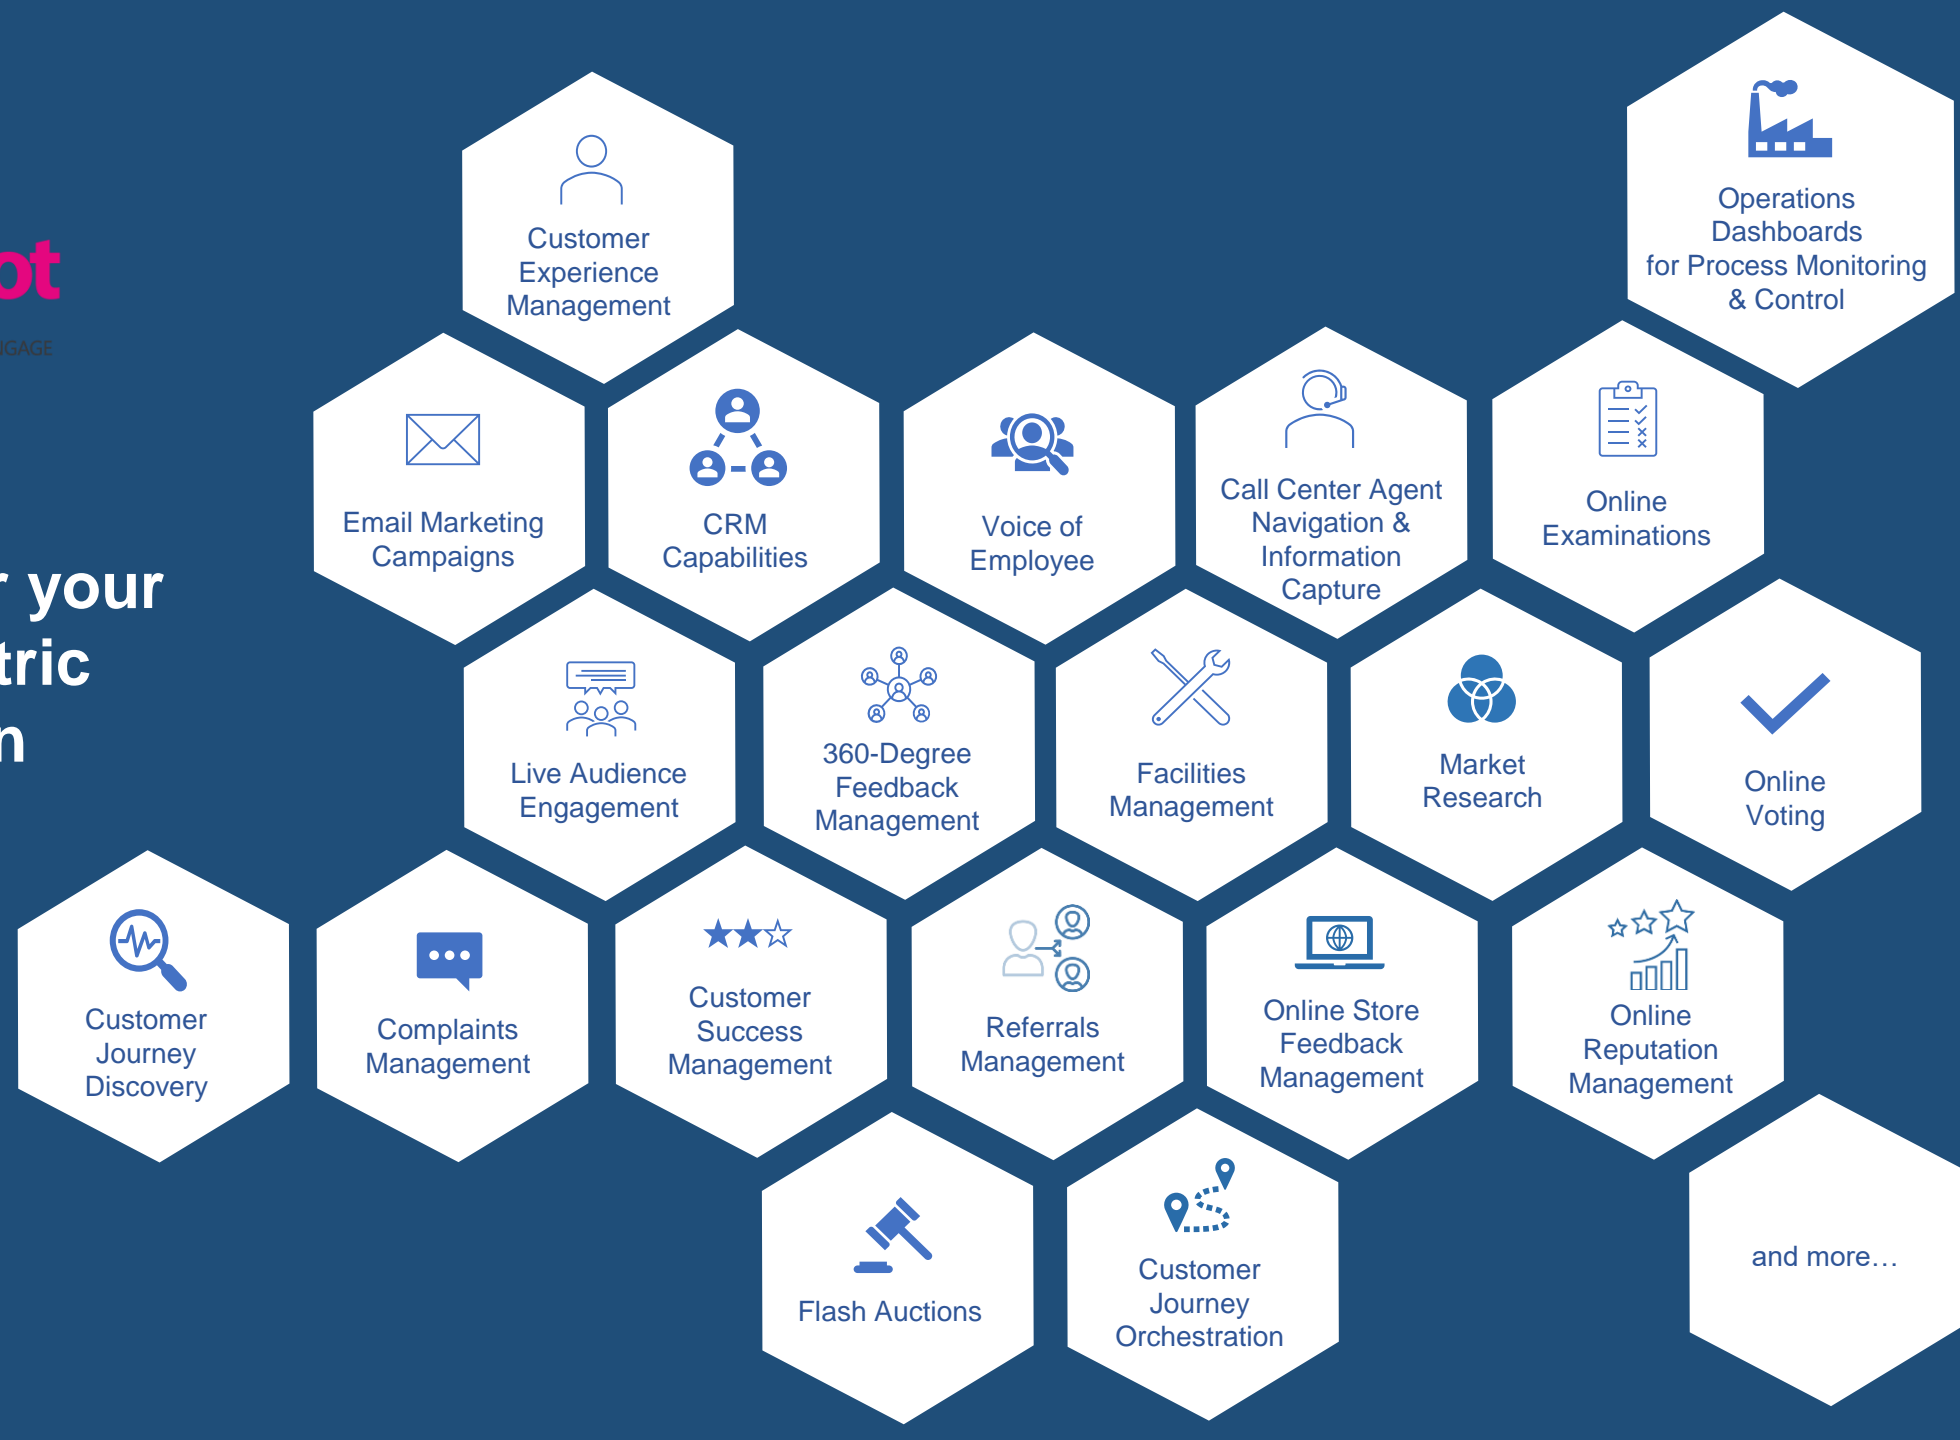 ot
NGAGE
r your
tric
n
Customer
Experience
Management
Operations
Dashboards
for Process Monitoring
& Control
Email Marketing
Campaigns
CRM
Capabilities
Voice of
Employee
Call Center Agent
Navigation &
Information
Capture
Online
Examinations
Live Audience
Engagement
360-Degree
Feedback
Management
Facilities
Management
Market
Research
Online
Voting
Customer
Journey
Discovery
Complaints
Management
Customer
Success
Management
Referrals
Management
Online Store
Feedback
Management
Online
Reputation
Management
Flash Auctions
Customer
Journey
Orchestration
and more…